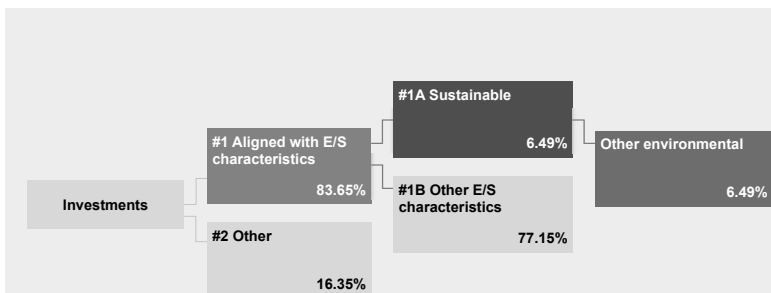 Investments
#1 Aligned with E/S
characteristics
83.65%
#2 Other
16.35%
#1A Sustainable
6.49%
#1B Other E/S
characteristics
77.15%
Other environmental
6.49%